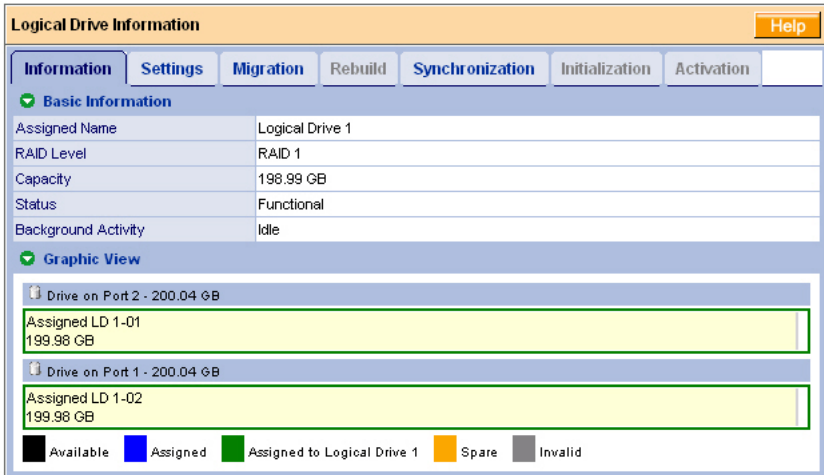 Logical Drive Information Help
Information Settings Migration Rebuild Synchronization Initialization Activation
Basic Information
Assigned Name Logical Drive 1
RAID Level RAID 1
Capacity 198.99 GB
Status Functional
Background Activity Idle
Graphic View
Drive on Port 2 - 200.04 GB
Assigned LD 1-01
199.98 GB
Drive on Port 1 - 200.04 GB
Assigned LD 1-02
199.98 GB
Available Assigned Assigned to Logical Drive 1 Spare Invalid